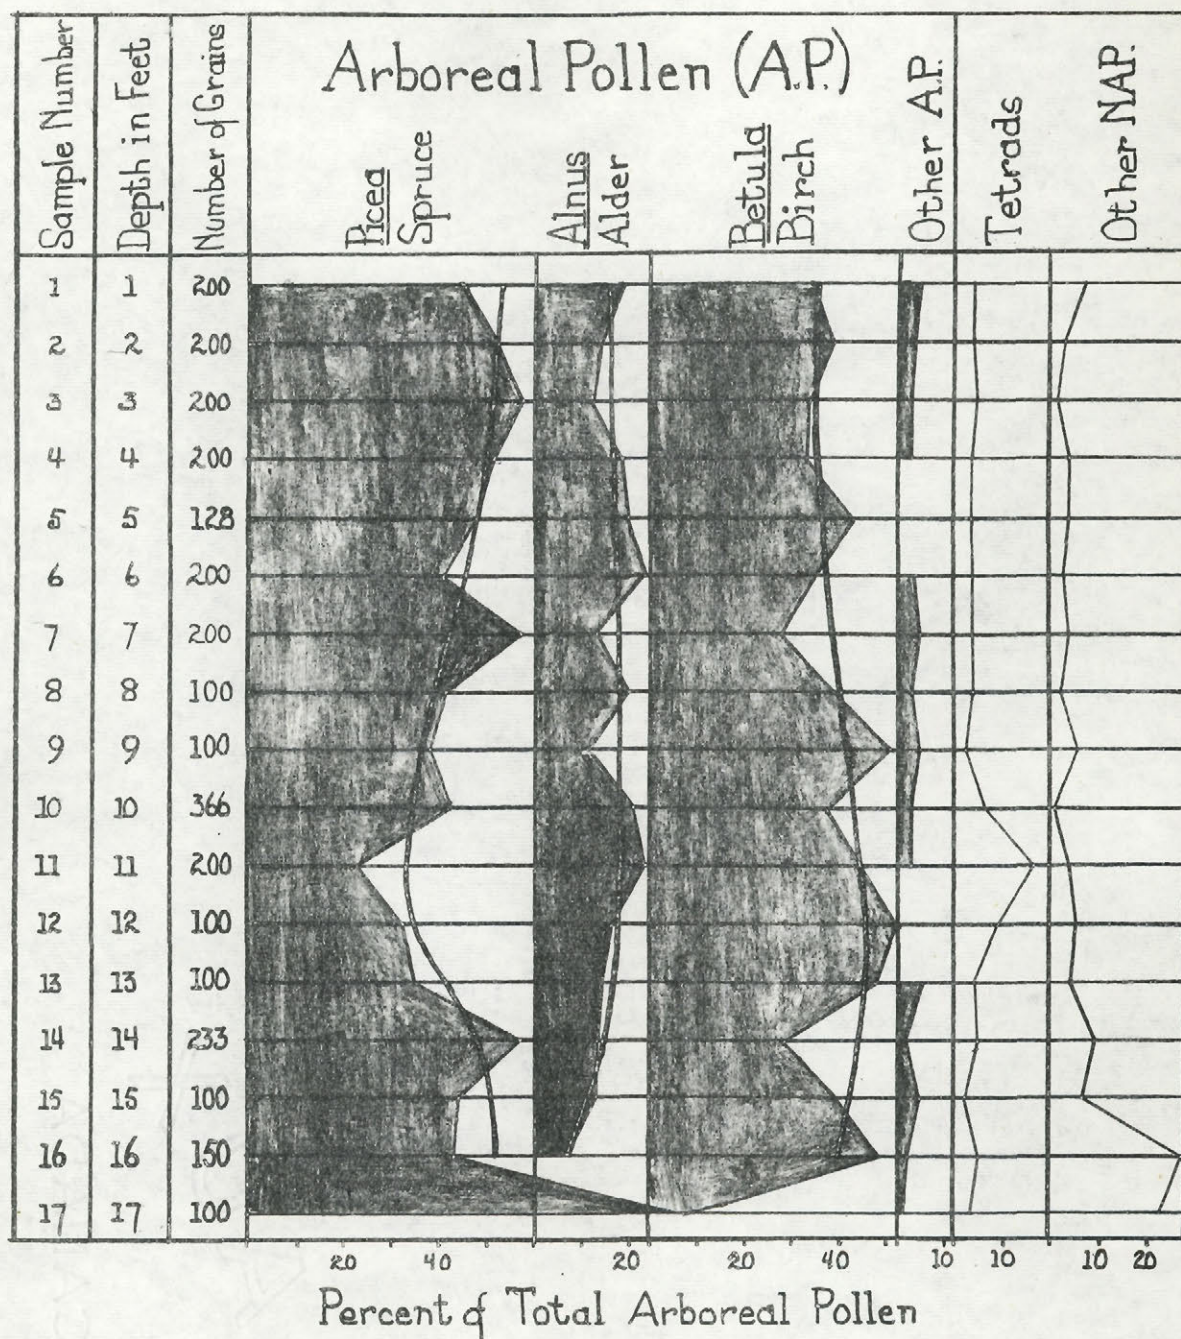 Arboreal Pollen (A.P.)
Sample Number
Depth in Feet
Number of Grains
Picea
Spruce
Alnus
Alder
Betula
Birch
Other A.P.
Tetrads
Other NAP.
1 1 200
2 2 200
3 3 200
4 4 200
5 5 128
6 6 200
7 7 200
8 8 100
9 9 100
10 10 366
11 11 200
12 12 100
13 13 100
14 14 233
15 15 100
16 16 150
17 17 100
20 40 20 20 40 10 10 10 20
Percent of Total Arboreal Pollen